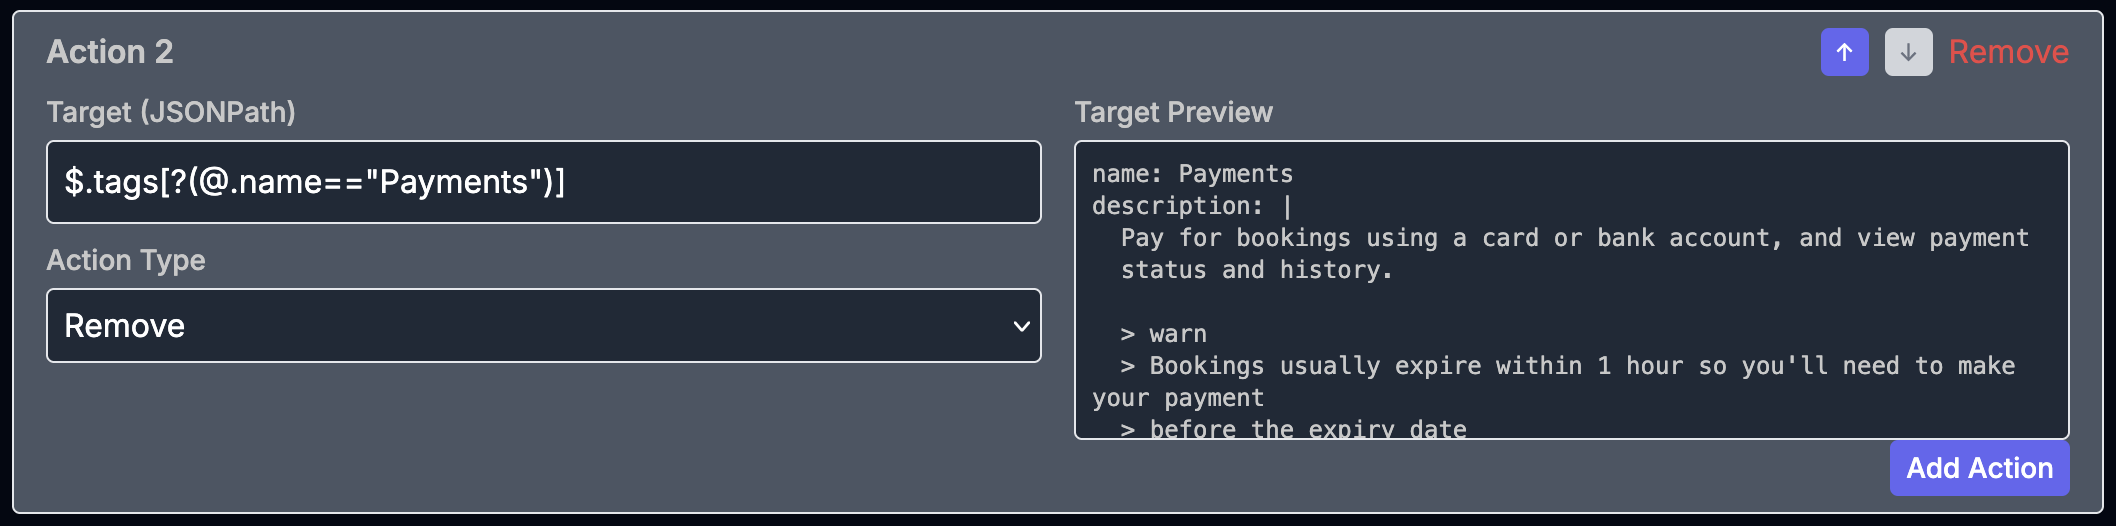 Action 2
Remove
Target (JSONPath)
$.tags[?(@.name=="Payments")]
Action Type
Remove
Target Preview
name: Payments
description: |
  Pay for bookings using a card or bank account, and view payment
  status and history.

  > warn
  > Bookings usually expire within 1 hour so you'll need to make
your payment
  > before the expiry date
Add Action